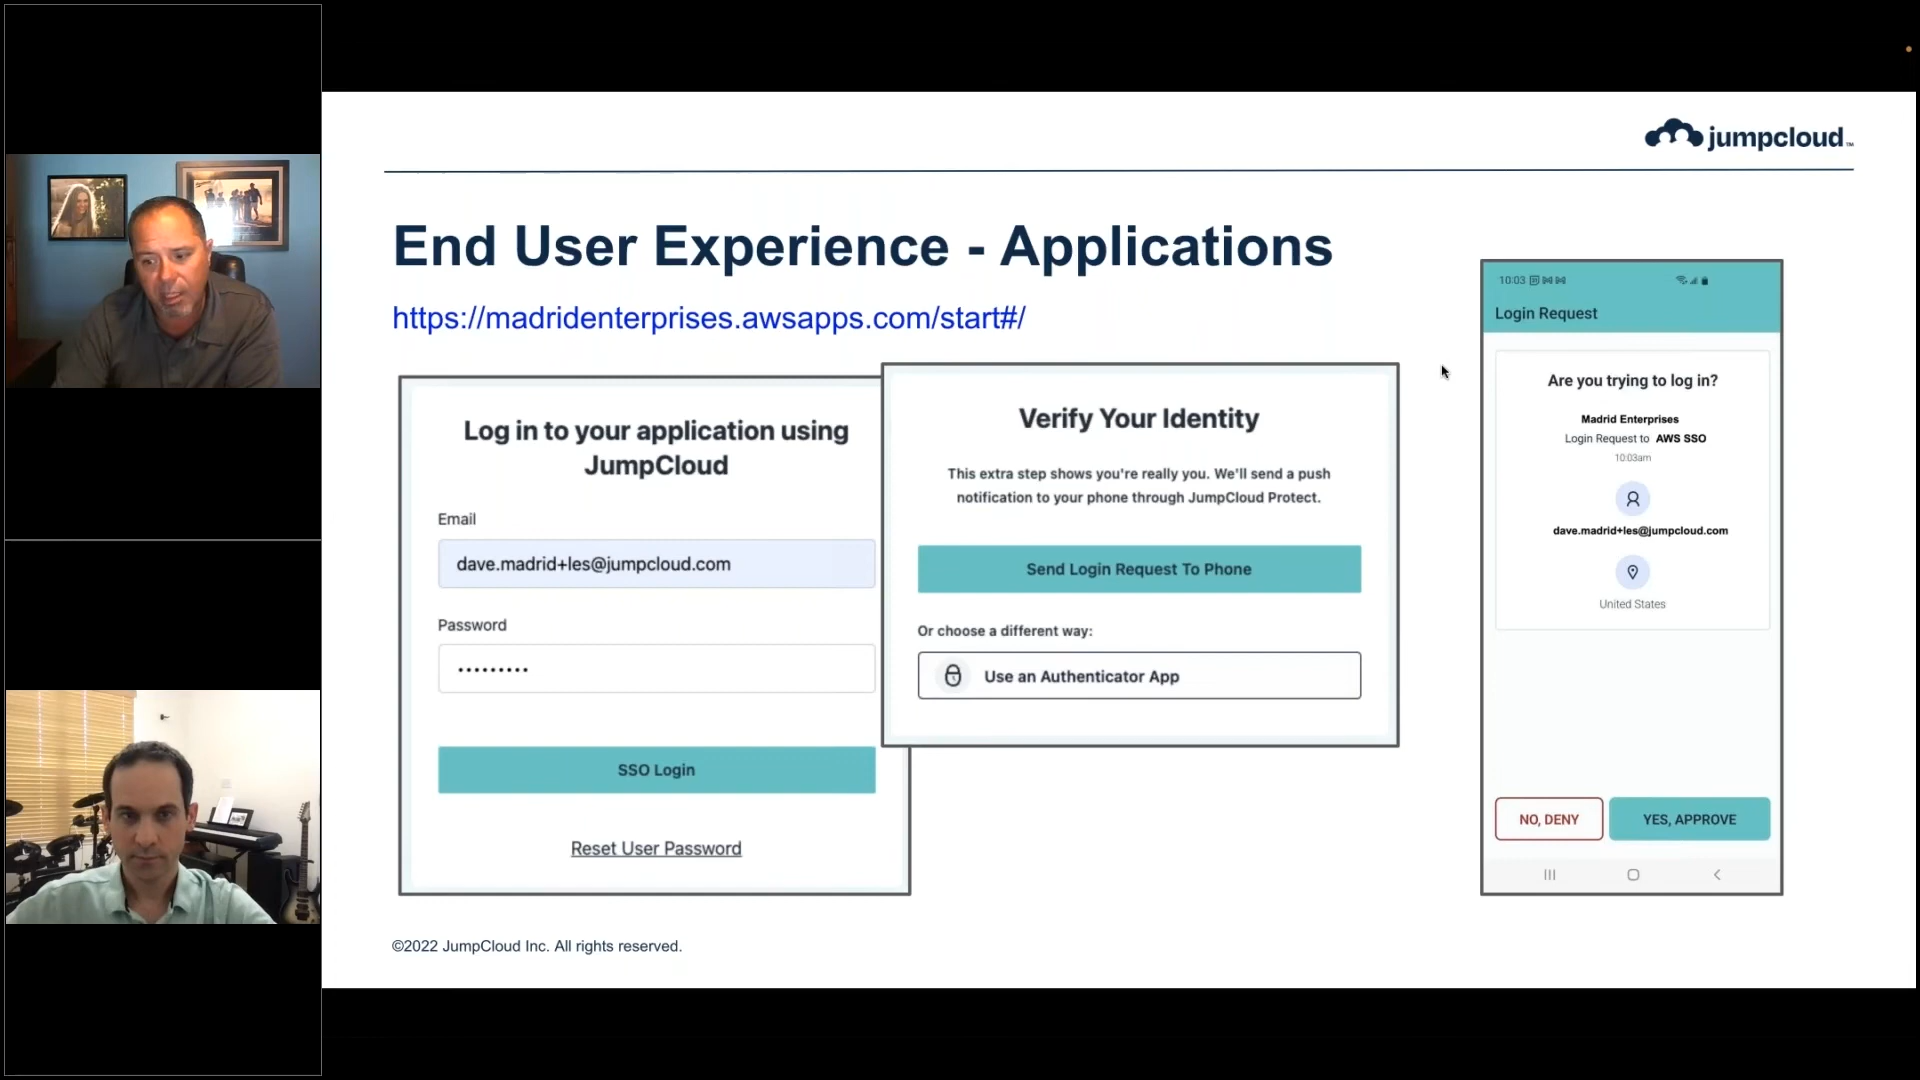 jumpcloud™
End User Experience - Applications
https://madridenterprises.awsapps.com/start#/
Log in to your application using
JumpCloud
Email
dave.madrid+les@jumpcloud.com
Password
•••••••••
SSO Login
Reset User Password
Verify Your Identity
This extra step shows you're really you. We'll send a push
notification to your phone through JumpCloud Protect.
Send Login Request To Phone
Or choose a different way:
Use an Authenticator App
10:03
Login Request
Are you trying to log in?
Madrid Enterprises
Login Request to AWS SSO
10:03am
dave.madrid+les@jumpcloud.com
United States
NO, DENY
YES, APPROVE
©2022 JumpCloud Inc. All rights reserved.